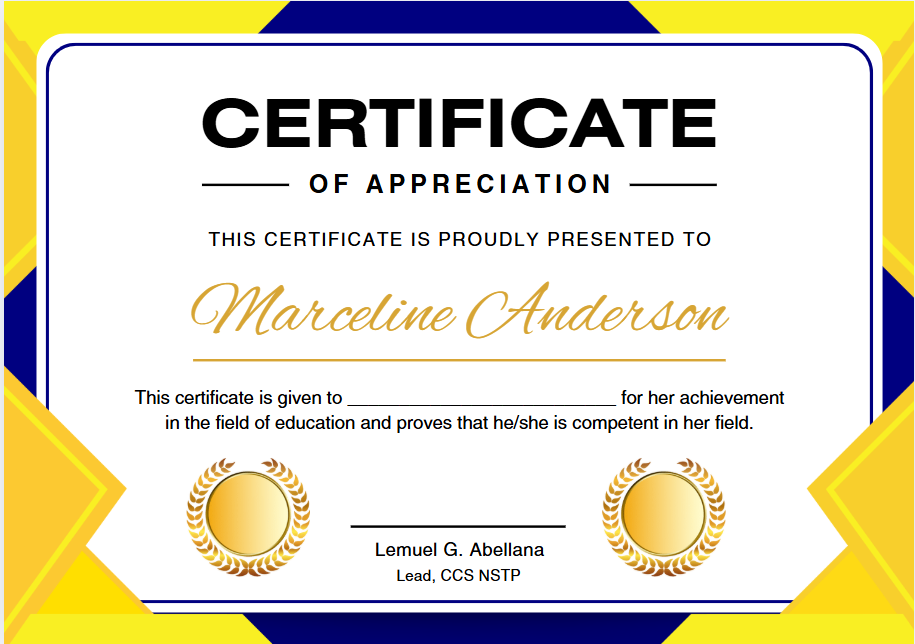 CERTIFICATE
OF APPRECIATION
THIS CERTIFICATE IS PROUDLY PRESENTED TO
Marceline Anderson
This certificate is given to ___________________________ for her achievement
in the field of education and proves that he/she is competent in her field.
Lemuel G. Abellana
Lead, CCS NSTP